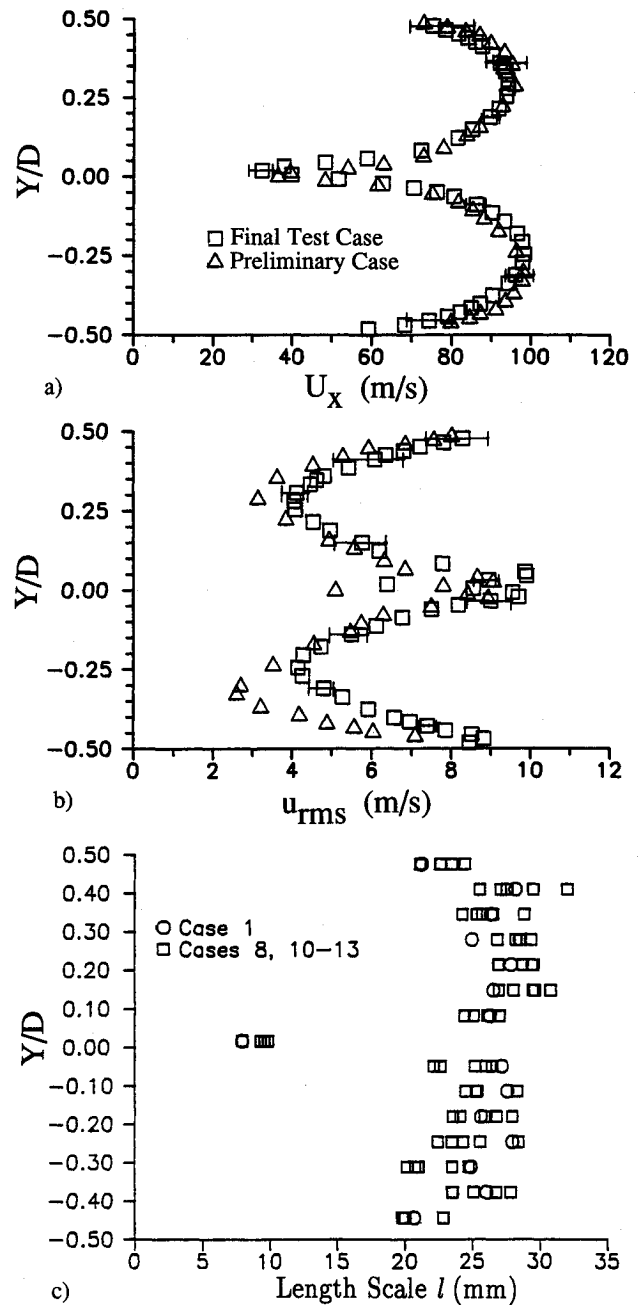 0.50
0.25
0.00
−0.25
−0.50
Y/D
□ Final Test Case
△ Preliminary Case
0 20 40 60 80 100 120
a)
U_x (m/s)
0.50
0.25
0.00
−0.25
−0.50
Y/D
0 2 4 6 8 10 12
b)
u_rms (m/s)
0.50
0.40
0.30
0.20
0.10
0.00
−0.10
−0.20
−0.30
−0.40
−0.50
Y/D
○ Case 1
□ Cases 8, 10−13
0 5 10 15 20 25 30 35
c)
Length Scale l (mm)